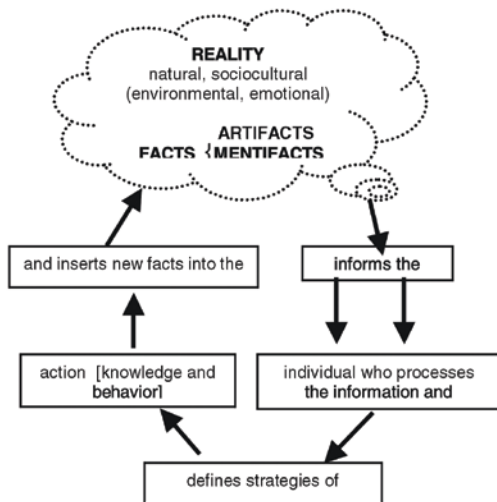 REALITY
natural, sociocultural
(environmental, emotional)
ARTIFACTS
FACTS {MENTIFACTS
informs the
individual who processes
the information and
defines strategies of
action [knowledge and
behavior]
and inserts new facts into the